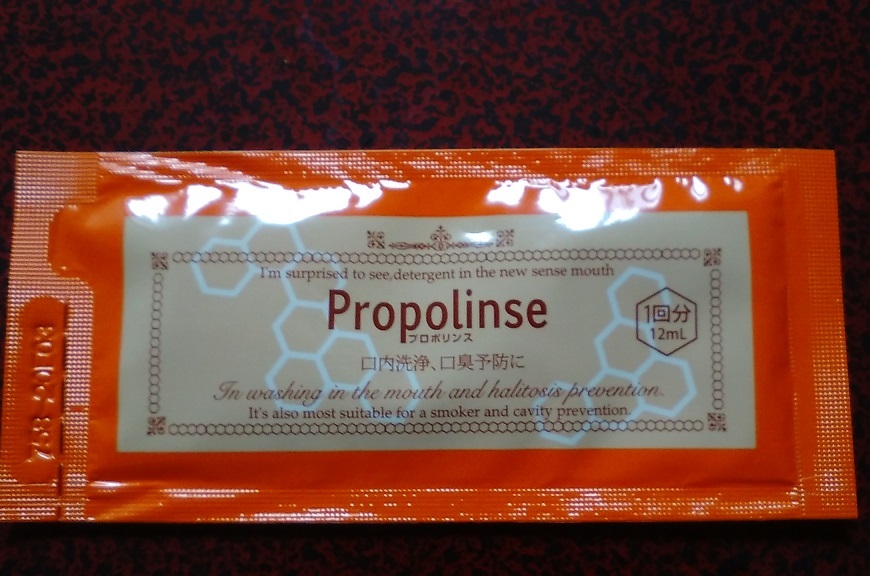 I'm surprised to see,detergent in the new sense mouth
Propolinse
プロポリンス
1回分
12mL
口内洗浄、口臭予防に
In washing in the mouth and halitosis prevention.
It's also most suitable for a smoker and cavity prevention.